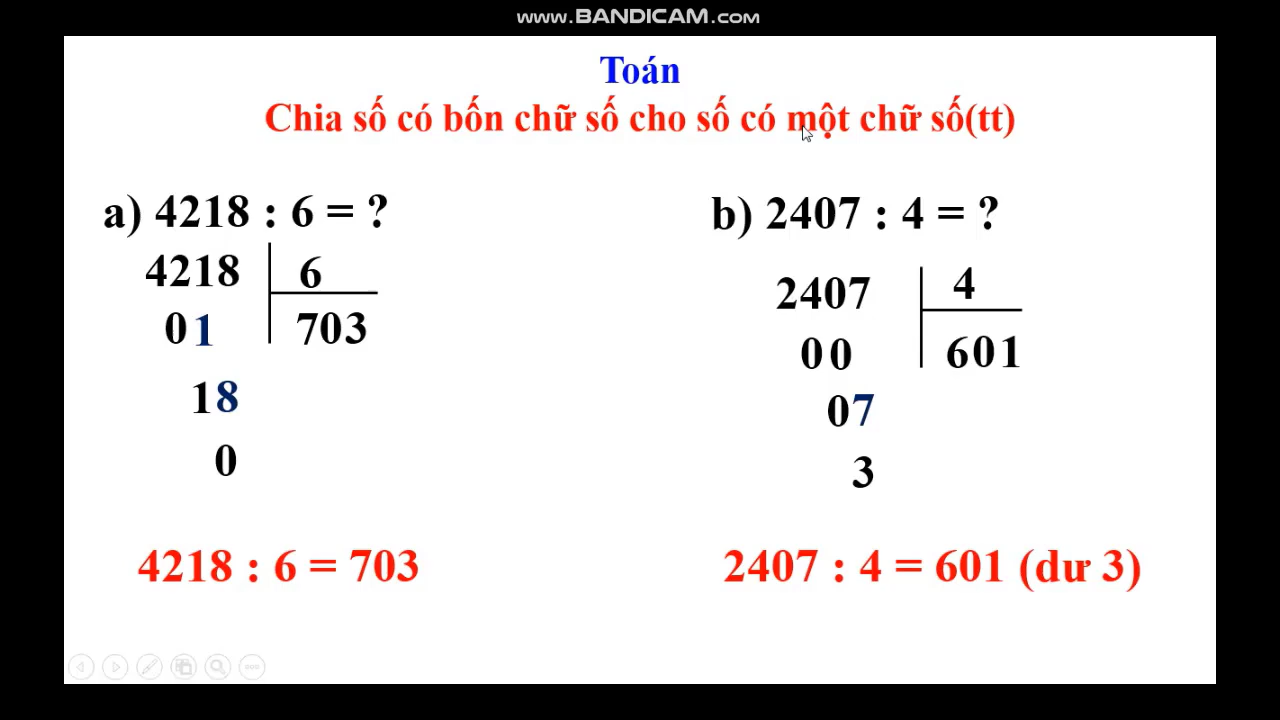 www.BANDICAM.com
Toán
Chia số có bốn chữ số cho số có một chữ số(tt)
a) 4218 : 6 = ?
4218 6
01 703
18
0
4218 : 6 = 703
b) 2407 : 4 = ?
2407 4
00 601
07
3
2407 : 4 = 601 (dư 3)